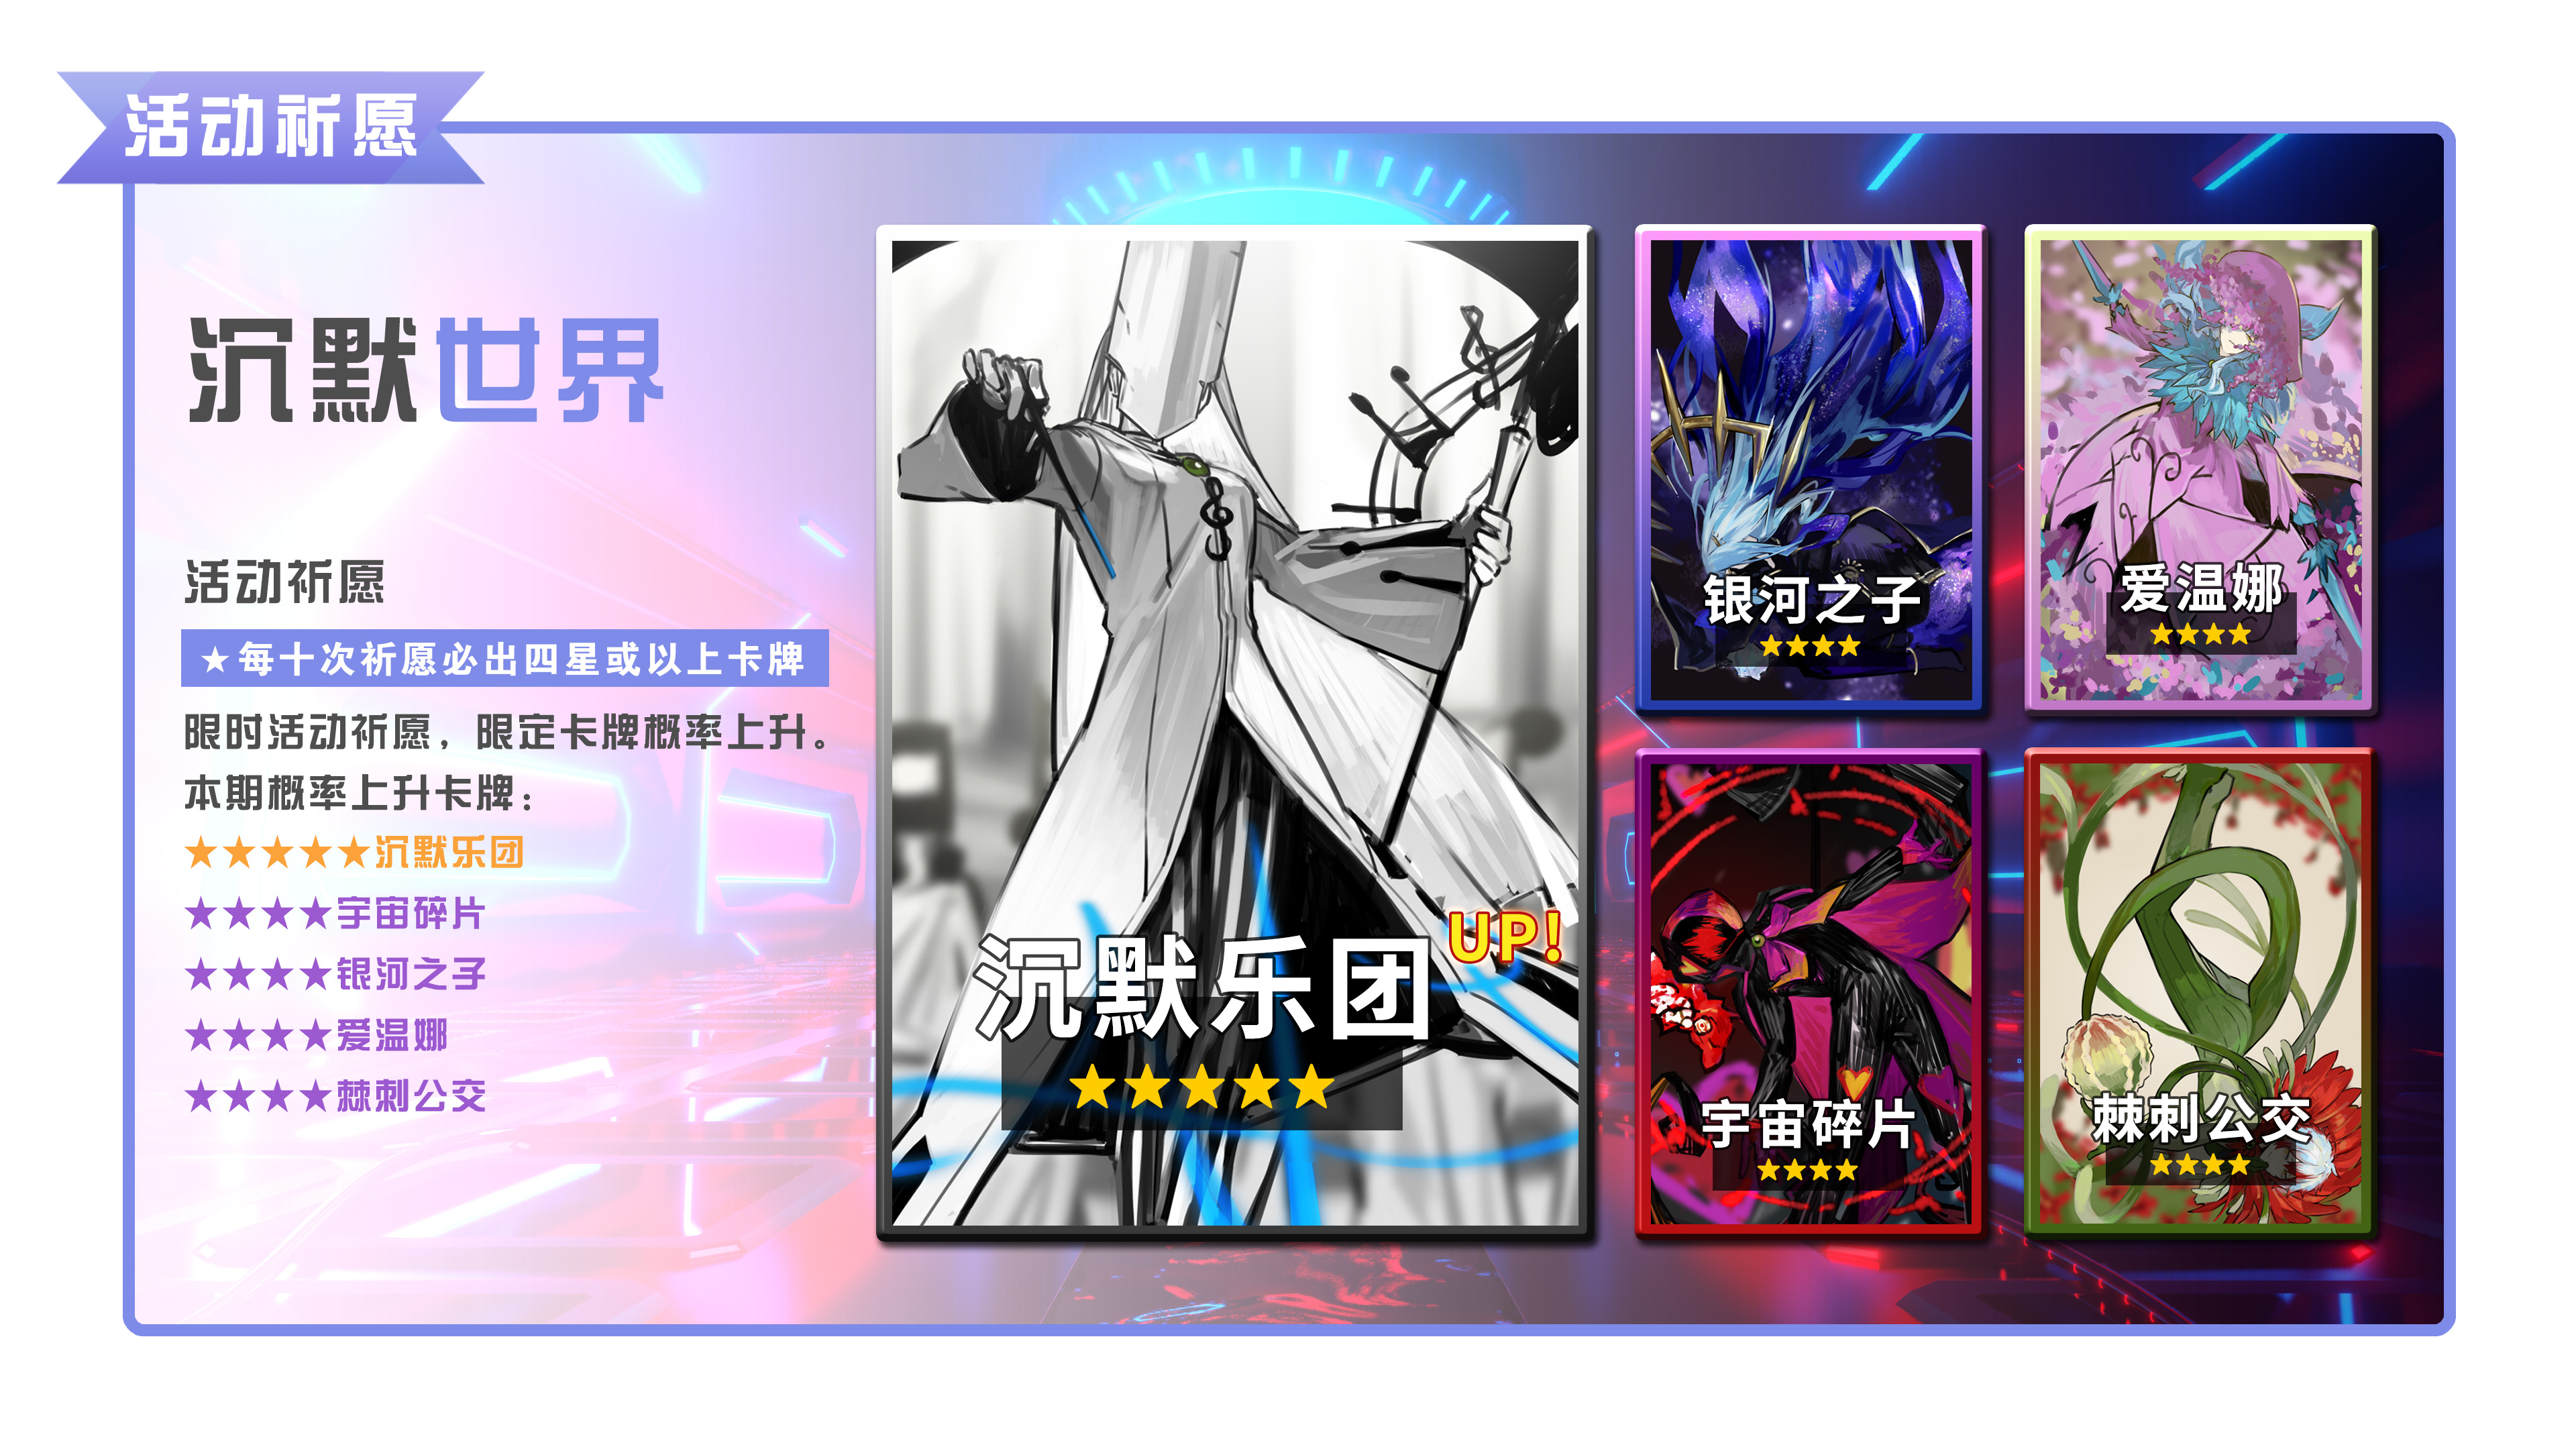 活动祈愿
沉默世界
活动祈愿
★每十次祈愿必出四星或以上卡牌
限时活动祈愿，限定卡牌概率上升。
本期概率上升卡牌：
★★★★★沉默乐团
★★★★宇宙碎片
★★★★银河之子
★★★★爱温娜
★★★★棘刺公交
沉默乐团
UP!
★★★★★
银河之子
★★★★
爱温娜
★★★★
宇宙碎片
★★★★
棘刺公交
★★★★